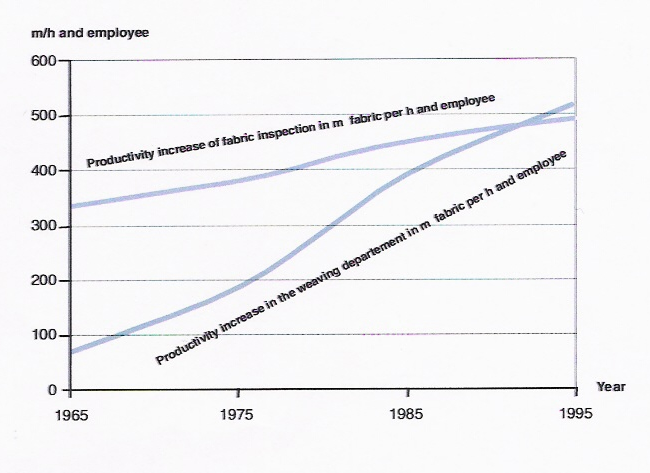 m/h and employee
600
500
400
300
200
100
0
Productivity increase of fabric inspection in m fabric per h and employee
Productivity increase in the weaving departement in m fabric per h and employee
Year
1965
1975
1985
1995